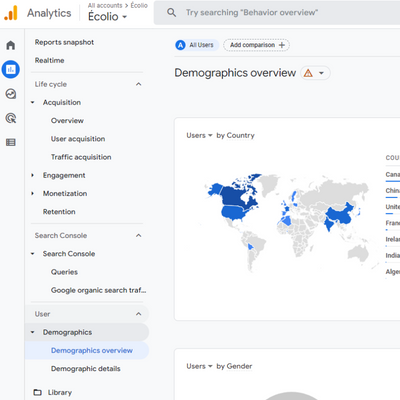 Analytics
All accounts > Écolio
Écolio
Try searching "Behavior overview"
Reports snapshot
Realtime
Life cycle
Acquisition
Overview
User acquisition
Traffic acquisition
Engagement
Monetization
Retention
Search Console
Search Console
Queries
Google organic search traf...
User
Demographics
Demographics overview
Demographic details
Library
A All Users
Add comparison +
Demographics overview
Users by Country
COU
Cana
Chin
Unite
Fran
Irelan
India
Alger
Users by Gender